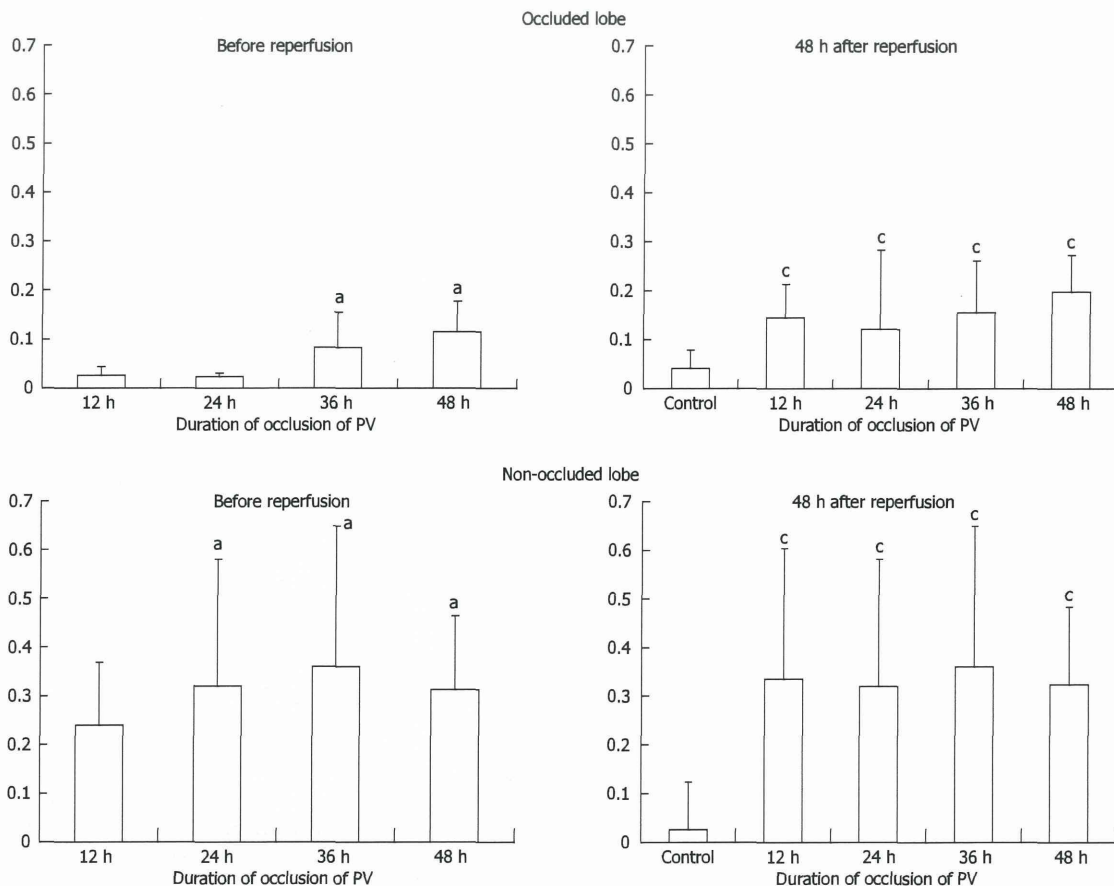 Occluded lobe
Before reperfusion
0.7
0.6
0.5
0.4
0.3
0.2
0.1
0
a
a
12 h
24 h
36 h
48 h
Duration of occlusion of PV
48 h after reperfusion
0.7
0.6
0.5
0.4
0.3
0.2
0.1
0
c
c
c
c
Control
12 h
24 h
36 h
48 h
Duration of occlusion of PV
Non-occluded lobe
Before reperfusion
0.7
0.6
0.5
0.4
0.3
0.2
0.1
0
a
a
a
12 h
24 h
36 h
48 h
Duration of occlusion of PV
48 h after reperfusion
0.7
0.6
0.5
0.4
0.3
0.2
0.1
0
c
c
c
c
Control
12 h
24 h
36 h
48 h
Duration of occlusion of PV